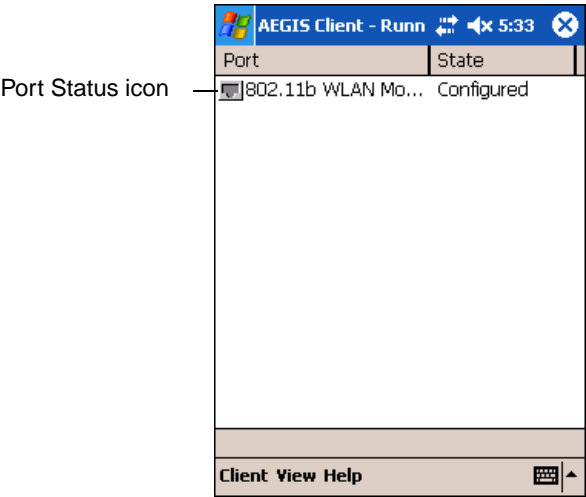 AEGIS Client - Runn 5:33
Port State
Port Status icon
802.11b WLAN Mo... Configured
Client View Help